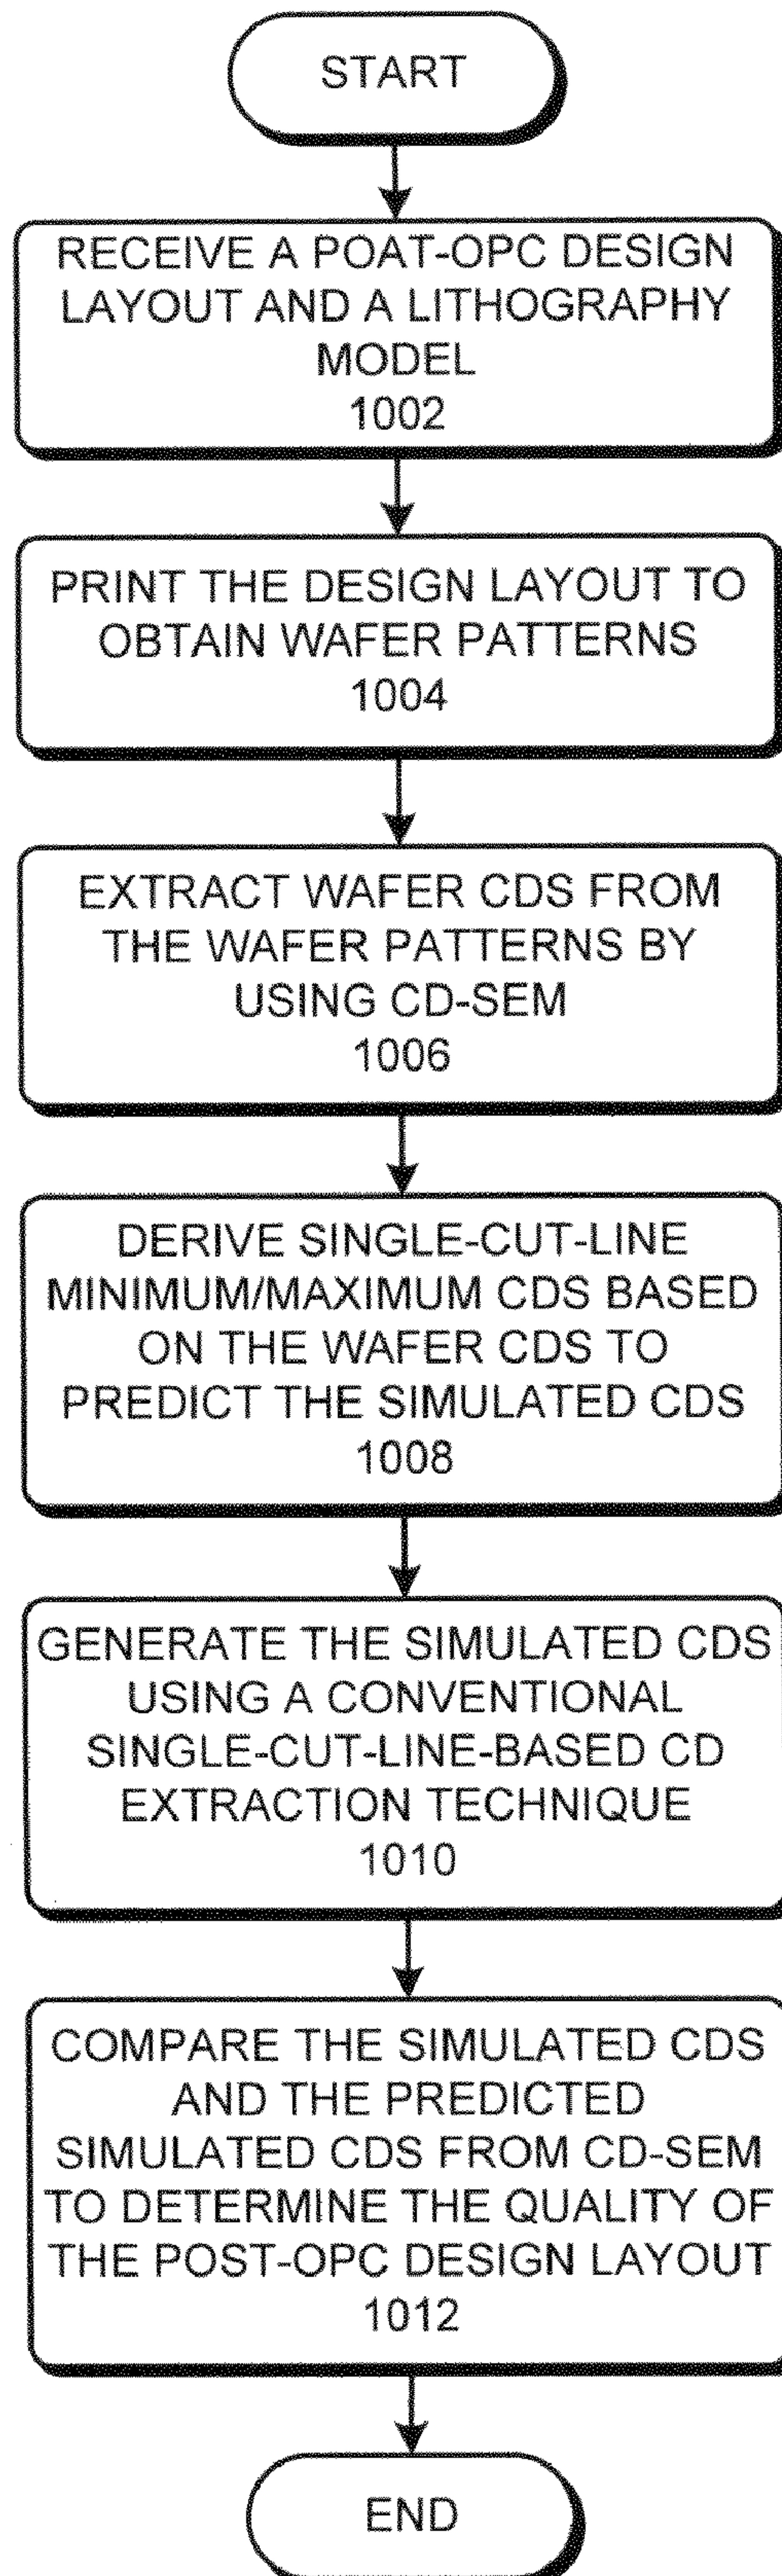 START
RECEIVE A POAT-OPC DESIGN
LAYOUT AND A LITHOGRAPHY
MODEL
1002
PRINT THE DESIGN LAYOUT TO
OBTAIN WAFER PATTERNS
1004
EXTRACT WAFER CDS FROM
THE WAFER PATTERNS BY
USING CD-SEM
1006
DERIVE SINGLE-CUT-LINE
MINIMUM/MAXIMUM CDS BASED
ON THE WAFER CDS TO
PREDICT THE SIMULATED CDS
1008
GENERATE THE SIMULATED CDS
USING A CONVENTIONAL
SINGLE-CUT-LINE-BASED CD
EXTRACTION TECHNIQUE
1010
COMPARE THE SIMULATED CDS
AND THE PREDICTED
SIMULATED CDS FROM CD-SEM
TO DETERMINE THE QUALITY OF
THE POST-OPC DESIGN LAYOUT
1012
END